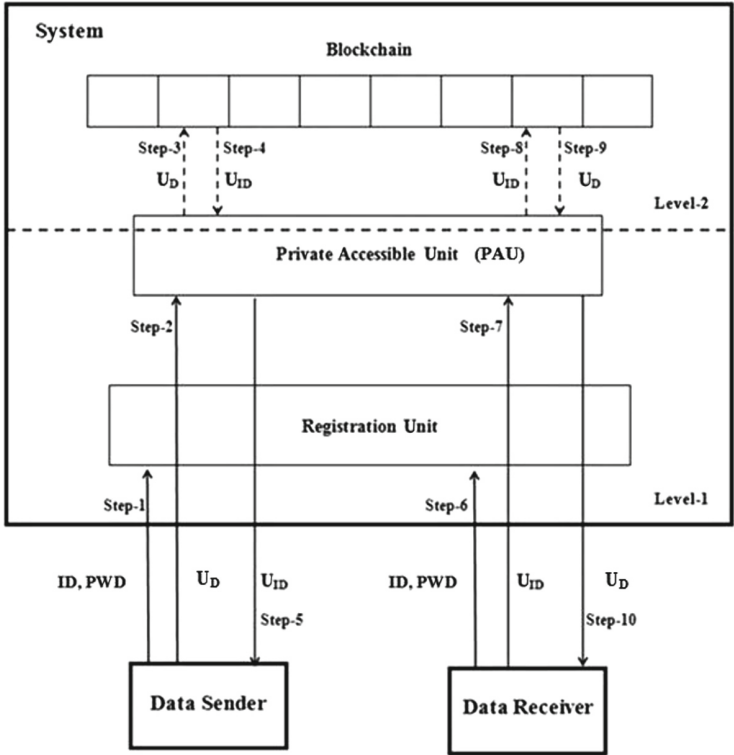 System
Blockchain
Step-3
Step-4
Step-8
Step-9
UD
UID
UID
UD
Level-2
Private Accessible Unit (PAU)
Step-2
Step-7
Registration Unit
Step-1
Step-6
Level-1
ID, PWD
UD
UID
ID, PWD
UID
UD
Step-5
Step-10
Data Sender
Data Receiver